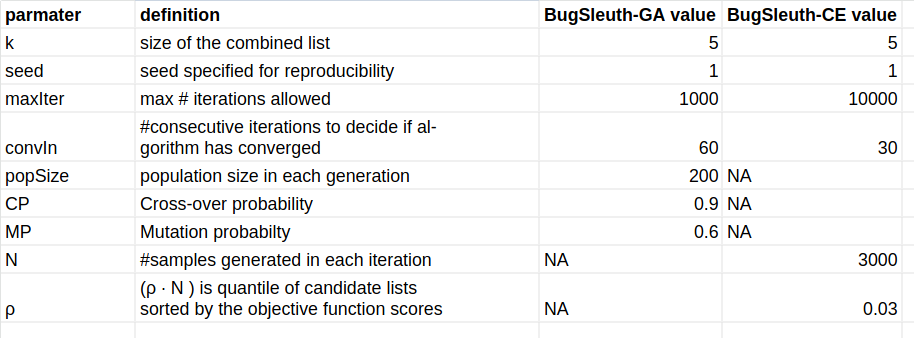 parmater definition BugSleuth-GA value BugSleuth-CE value
k size of the combined list 5 5
seed seed specified for reproducibility 1 1
maxIter max # iterations allowed 1000 10000
#consecutive iterations to decide if al-
convIn gorithm has converged 60 30
popSize population size in each generation 200 NA
CP Cross-over probability 0.9 NA
MP Mutation probabilty 0.6 NA
N #samples generated in each iteration NA 3000
(ρ · N ) is quantile of candidate lists
ρ sorted by the objective function scores NA 0.03